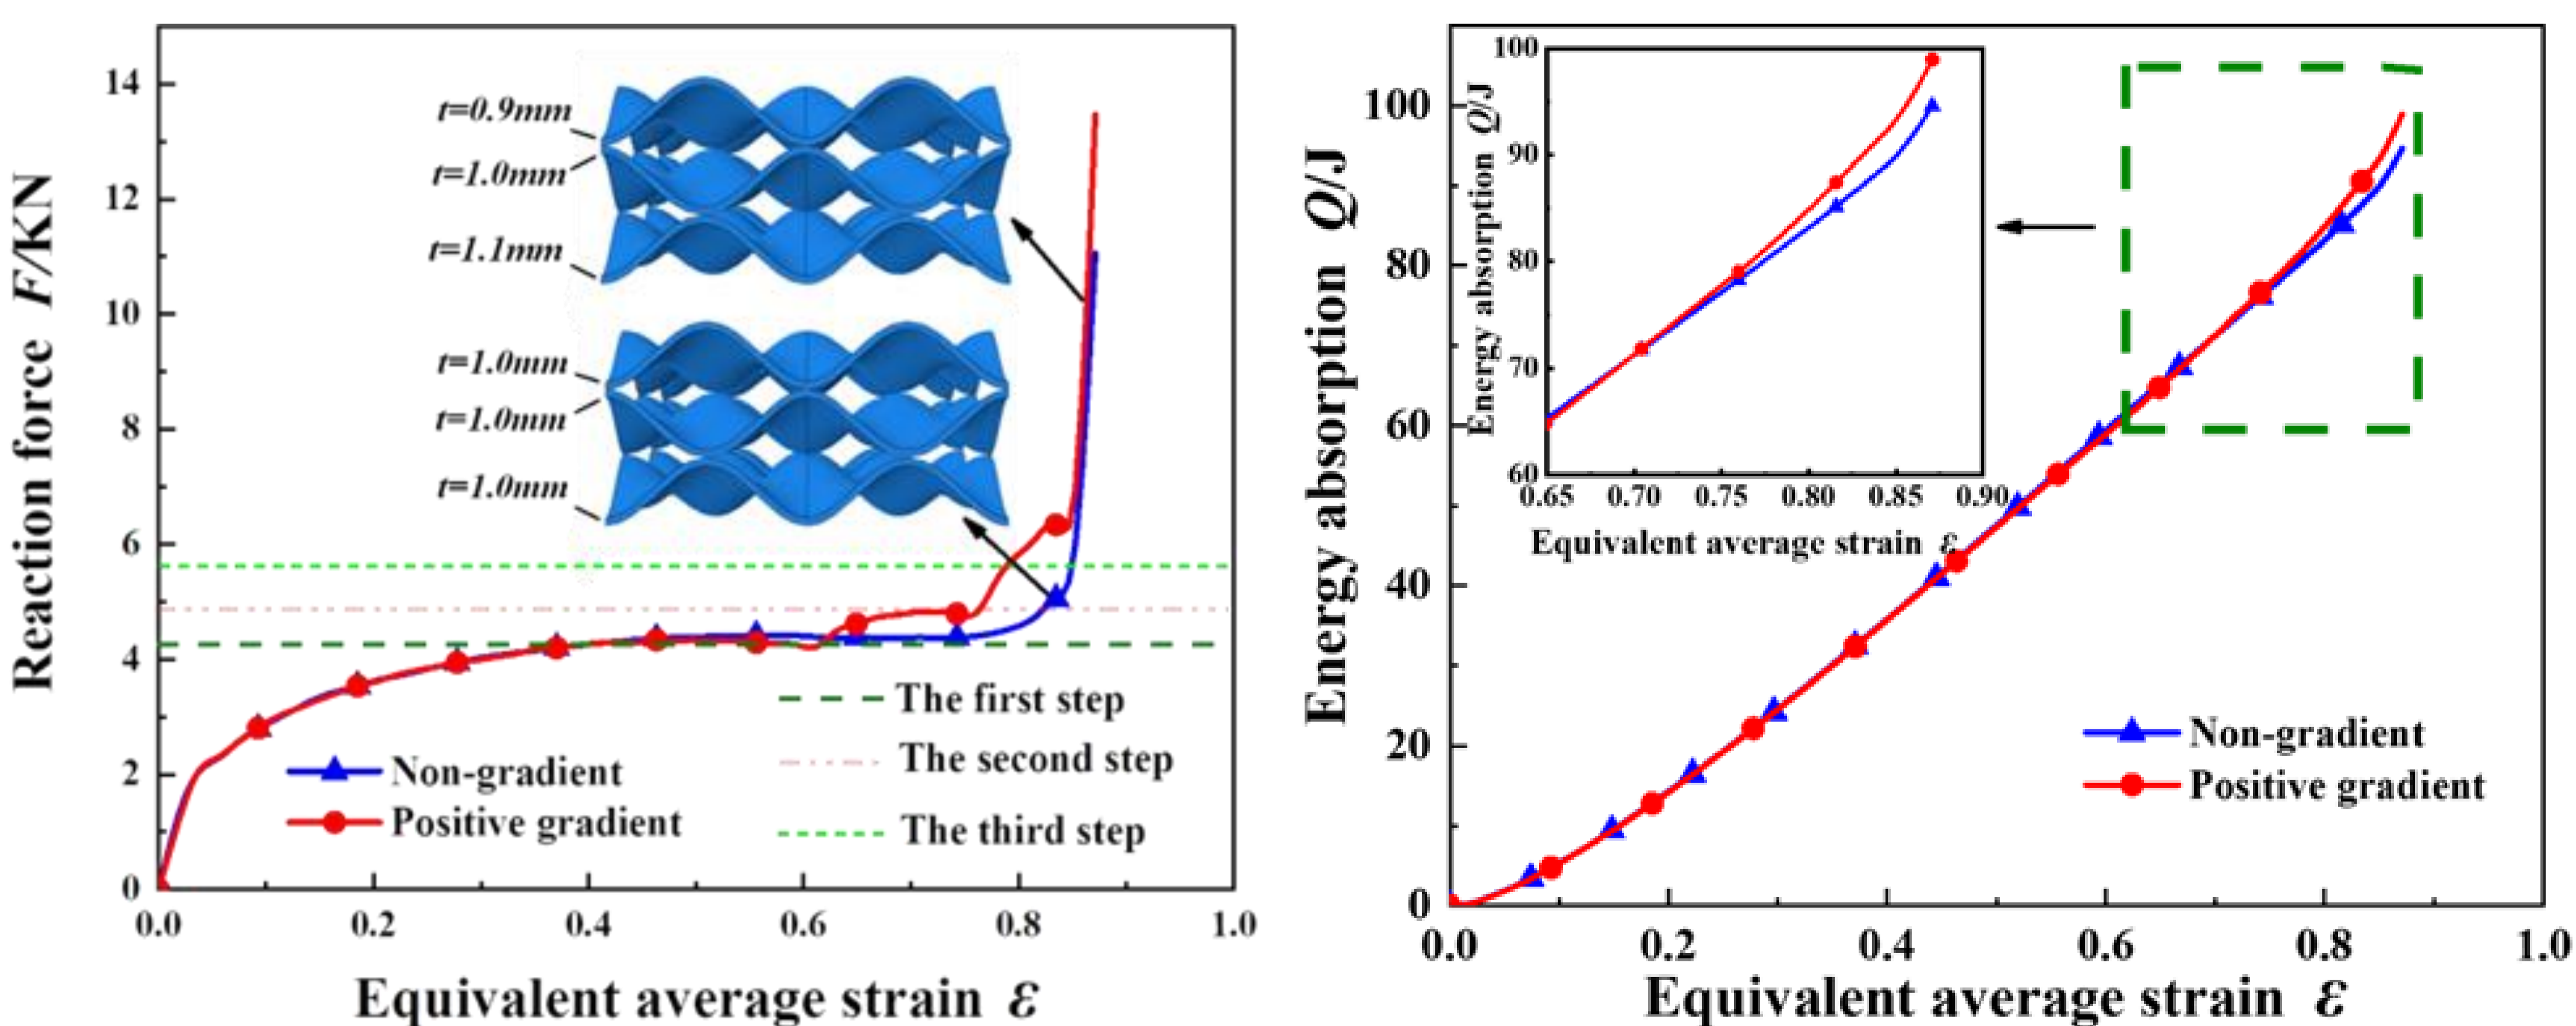 14
12
10
8
6
4
2
0
Reaction force F/KN
t=0.9mm
t=1.0mm
t=1.1mm
t=1.0mm
t=1.0mm
t=1.0mm
Non-gradient
Positive gradient
The first step
The second step
The third step
0.0 0.2 0.4 0.6 0.8 1.0
Equivalent average strain ε
100
80
60
40
20
0
Energy absorption Q/J
100
90
80
70
60
Energy absorption Q/J
0.65 0.70 0.75 0.80 0.85 0.90
Equivalent average strain ε
Non-gradient
Positive gradient
0.0 0.2 0.4 0.6 0.8 1.0
Equivalent average strain ε